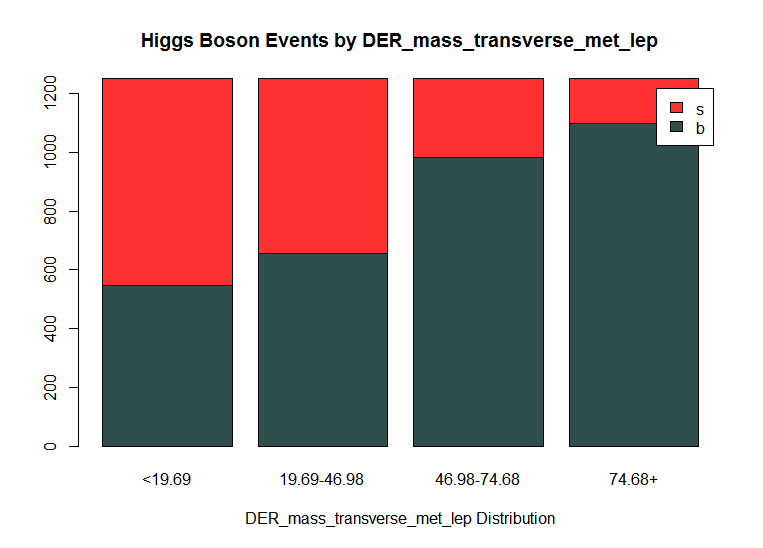 Higgs Boson Events by DER_mass_transverse_met_lep
1200
1000
800
600
400
200
0
s
b
<19.69
19.69-46.98
46.98-74.68
74.68+
DER_mass_transverse_met_lep Distribution